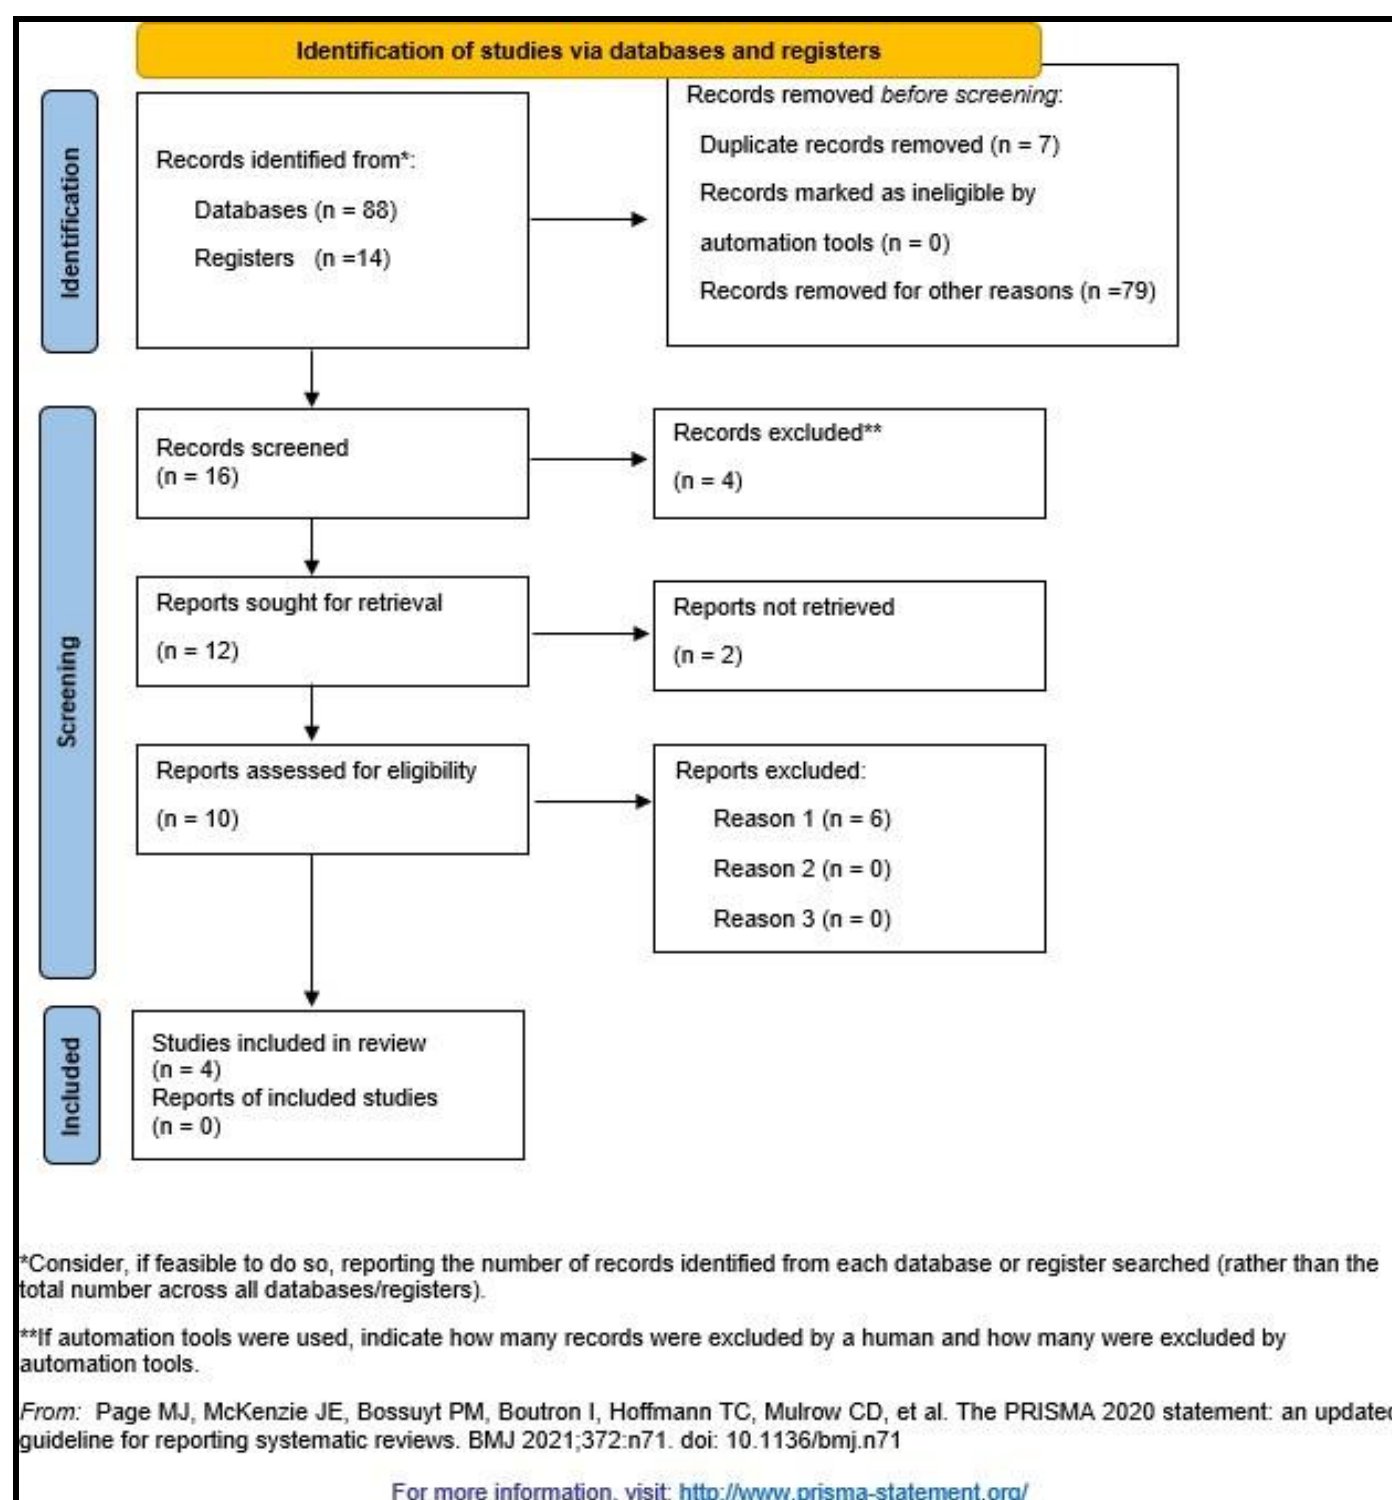 Identification of studies via databases and registers
Identification
Records identified from*:
Databases (n = 88)
Registers (n =14)
Records removed before screening:
Duplicate records removed (n = 7)
Records marked as ineligible by
automation tools (n = 0)
Records removed for other reasons (n =79)
Screening
Records screened
(n = 16)
Records excluded**
(n = 4)
Reports sought for retrieval
(n = 12)
Reports not retrieved
(n = 2)
Reports assessed for eligibility
(n = 10)
Reports excluded:
Reason 1 (n = 6)
Reason 2 (n = 0)
Reason 3 (n = 0)
Included
Studies included in review
(n = 4)
Reports of included studies
(n = 0)
*Consider, if feasible to do so, reporting the number of records identified from each database or register searched (rather than the
total number across all databases/registers).
**If automation tools were used, indicate how many records were excluded by a human and how many were excluded by
automation tools.
From: Page MJ, McKenzie JE, Bossuyt PM, Boutron I, Hoffmann TC, Mulrow CD, et al. The PRISMA 2020 statement: an updated
guideline for reporting systematic reviews. BMJ 2021;372:n71. doi: 10.1136/bmj.n71
For more information, visit: http://www.prisma-statement.org/